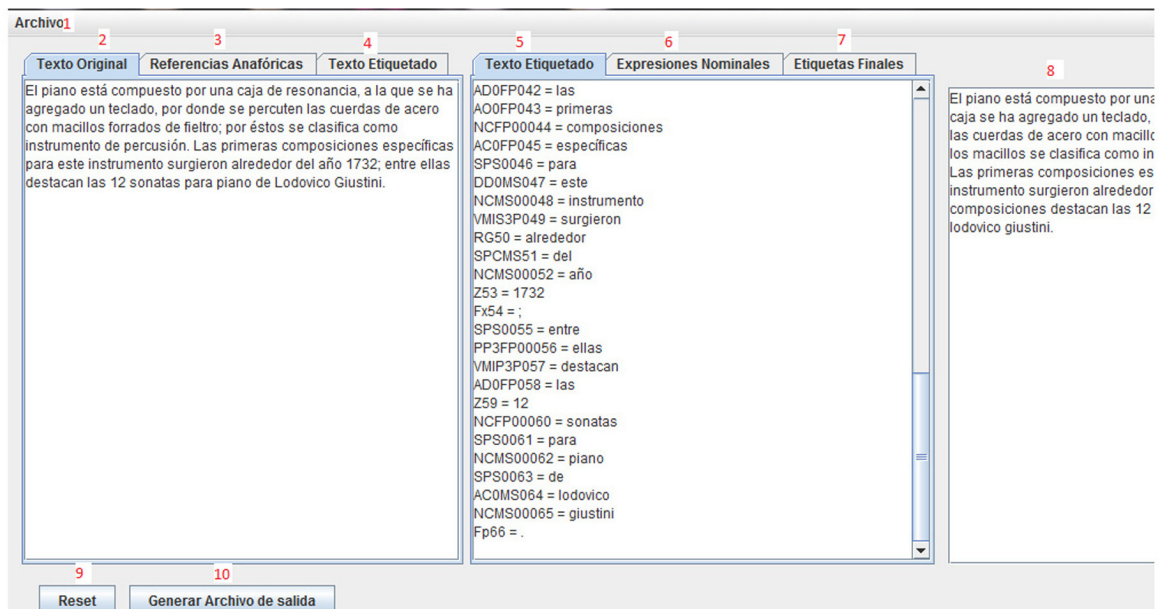 Archivo 1
2 3 4 5 6 7 8
Texto Original Referencias Anafóricas Texto Etiquetado
El piano está compuesto por una caja de resonancia, a la que se ha
agregado un teclado, por donde se percuten las cuerdas de acero
con macillos forrados de fieltro; por éstos se clasifica como
instrumento de percusión. Las primeras composiciones específicas
para este instrumento surgieron alrededor del año 1732; entre ellas
destacan las 12 sonatas para piano de Lodovico Giustini.
Texto Etiquetado Expresiones Nominales Etiquetas Finales
AD0FP042 = las
AO0FP043 = primeras
NCFP00044 = composiciones
AC0FP045 = específicas
SPS0046 = para
DD0MS047 = este
NCMS00048 = instrumento
VMIS3P049 = surgieron
RG50 = alrededor
SPCMS51 = del
NCMS00052 = año
Z53 = 1732
Fx54 = ;
SPS0055 = entre
PP3FP00056 = ellas
VMIP3P057 = destacan
AD0FP058 = las
Z59 = 12
NCFP00060 = sonatas
SPS0061 = para
NCMS00062 = piano
SPS0063 = de
AC0MS064 = lodovico
NCMS00065 = giustini
Fp66 = .
El piano está compuesto por una
caja se ha agregado un teclado,
las cuerdas de acero con macillo
los macillos se clasifica como in
Las primeras composiciones es
instrumento surgieron alrededor
composiciones destacan las 12
lodovico giustini.
9 10
Reset Generar Archivo de salida